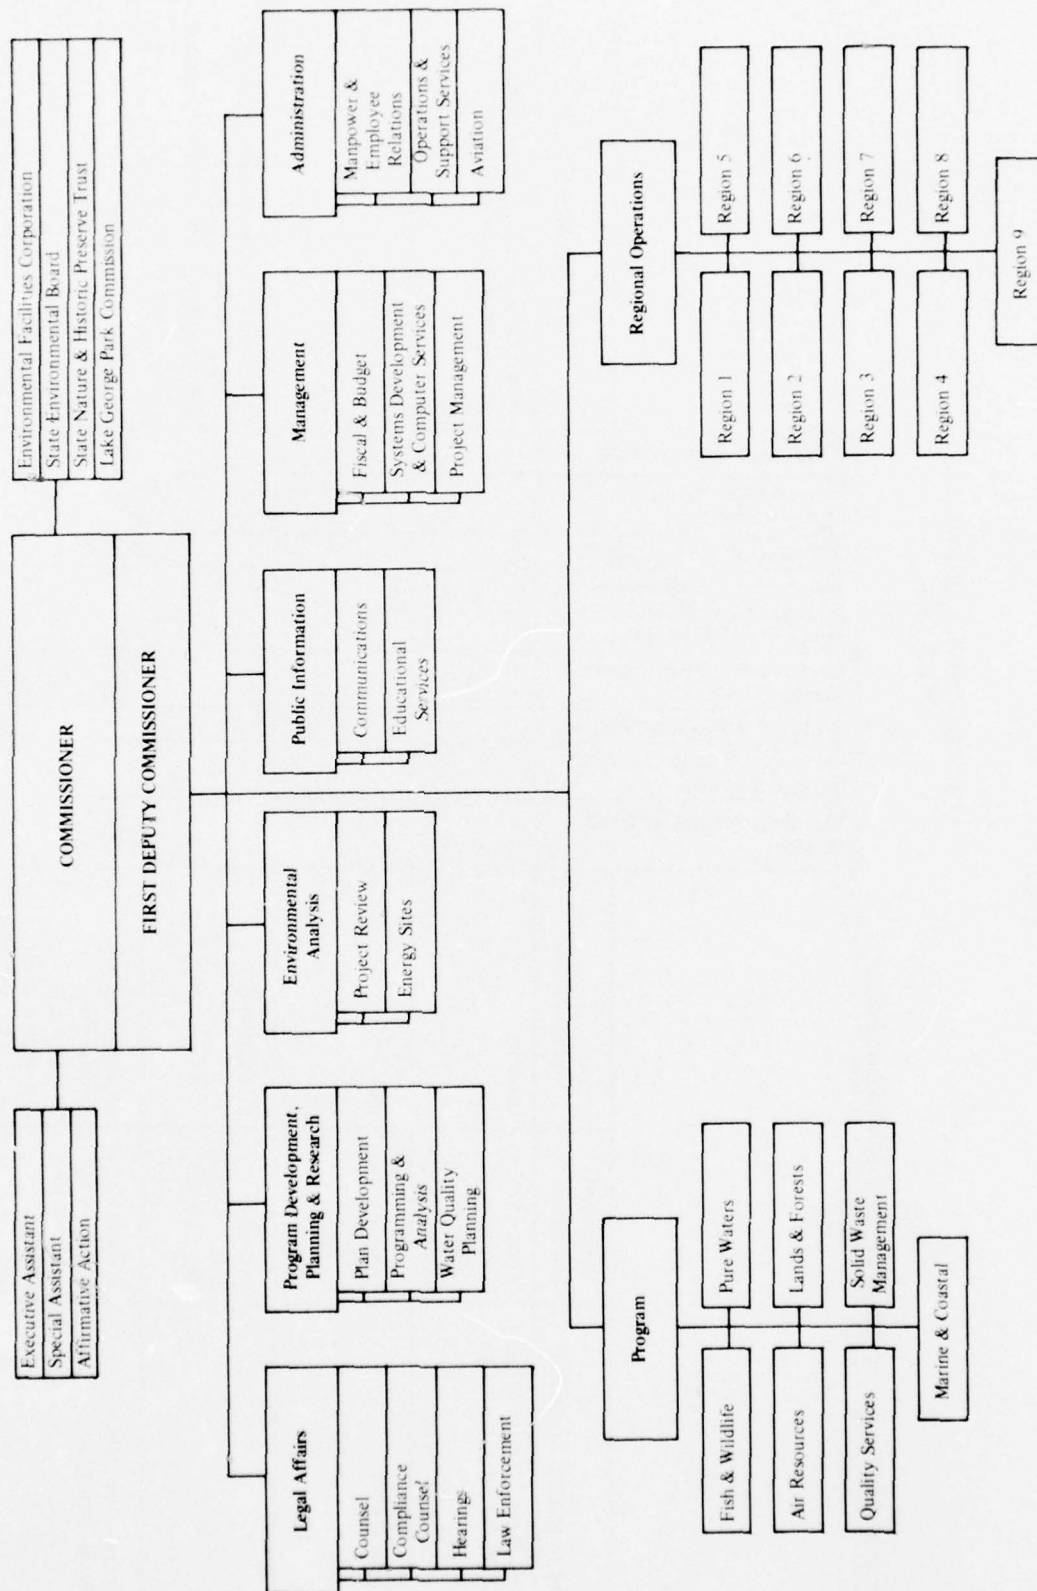 Executive Assistant
Special Assistant
Affirmative Action
COMMISSIONER
FIRST DEPUTY COMMISSIONER
Environmental Facilities Corporation
State Environmental Board
State Nature & Historic Preserve Trust
Lake George Park Commission
Legal Affairs
Counsel
Compliance
Counsel
Hearings
Law Enforcement
Program Development,
Planning & Research
Plan Development
Programming &
Analysis
Water Quality
Planning
Environmental
Analysis
Project Review
Energy Sites
Public Information
Communications
Educational
Services
Management
Fiscal & Budget
Systems Development
& Computer Services
Project Management
Administration
Manpower &
Employee
Relations
Operations &
Support Services
Aviation
Program
Fish & Wildlife
Pure Waters
Air Resources
Lands & Forests
Quality Services
Solid Waste
Management
Marine & Coastal
Regional Operations
Region 1
Region 5
Region 2
Region 6
Region 3
Region 7
Region 4
Region 8
Region 9